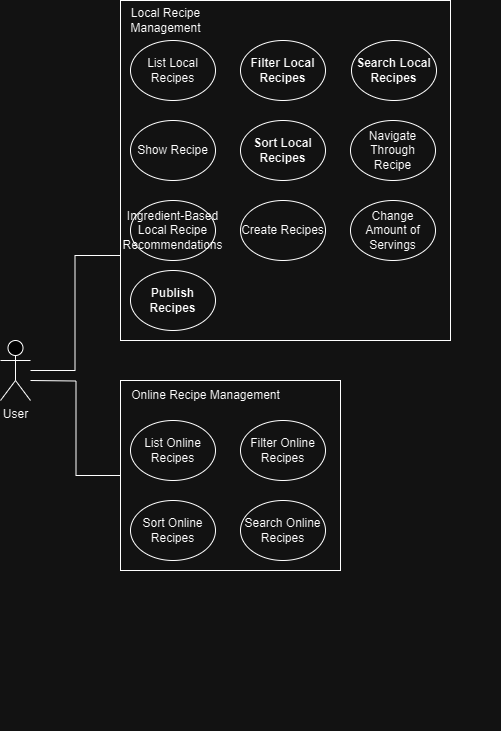 Local Recipe
Management
List Local
Recipes
Filter Local
Recipes
Search Local
Recipes
Show Recipe
Sort Local
Recipes
Navigate
Through
Recipe
Ingredient-Based
Local Recipe
Recommendations
Create Recipes
Change
Amount of
Servings
Publish
Recipes
User
Online Recipe Management
List Online
Recipes
Filter Online
Recipes
Sort Online
Recipes
Search Online
Recipes